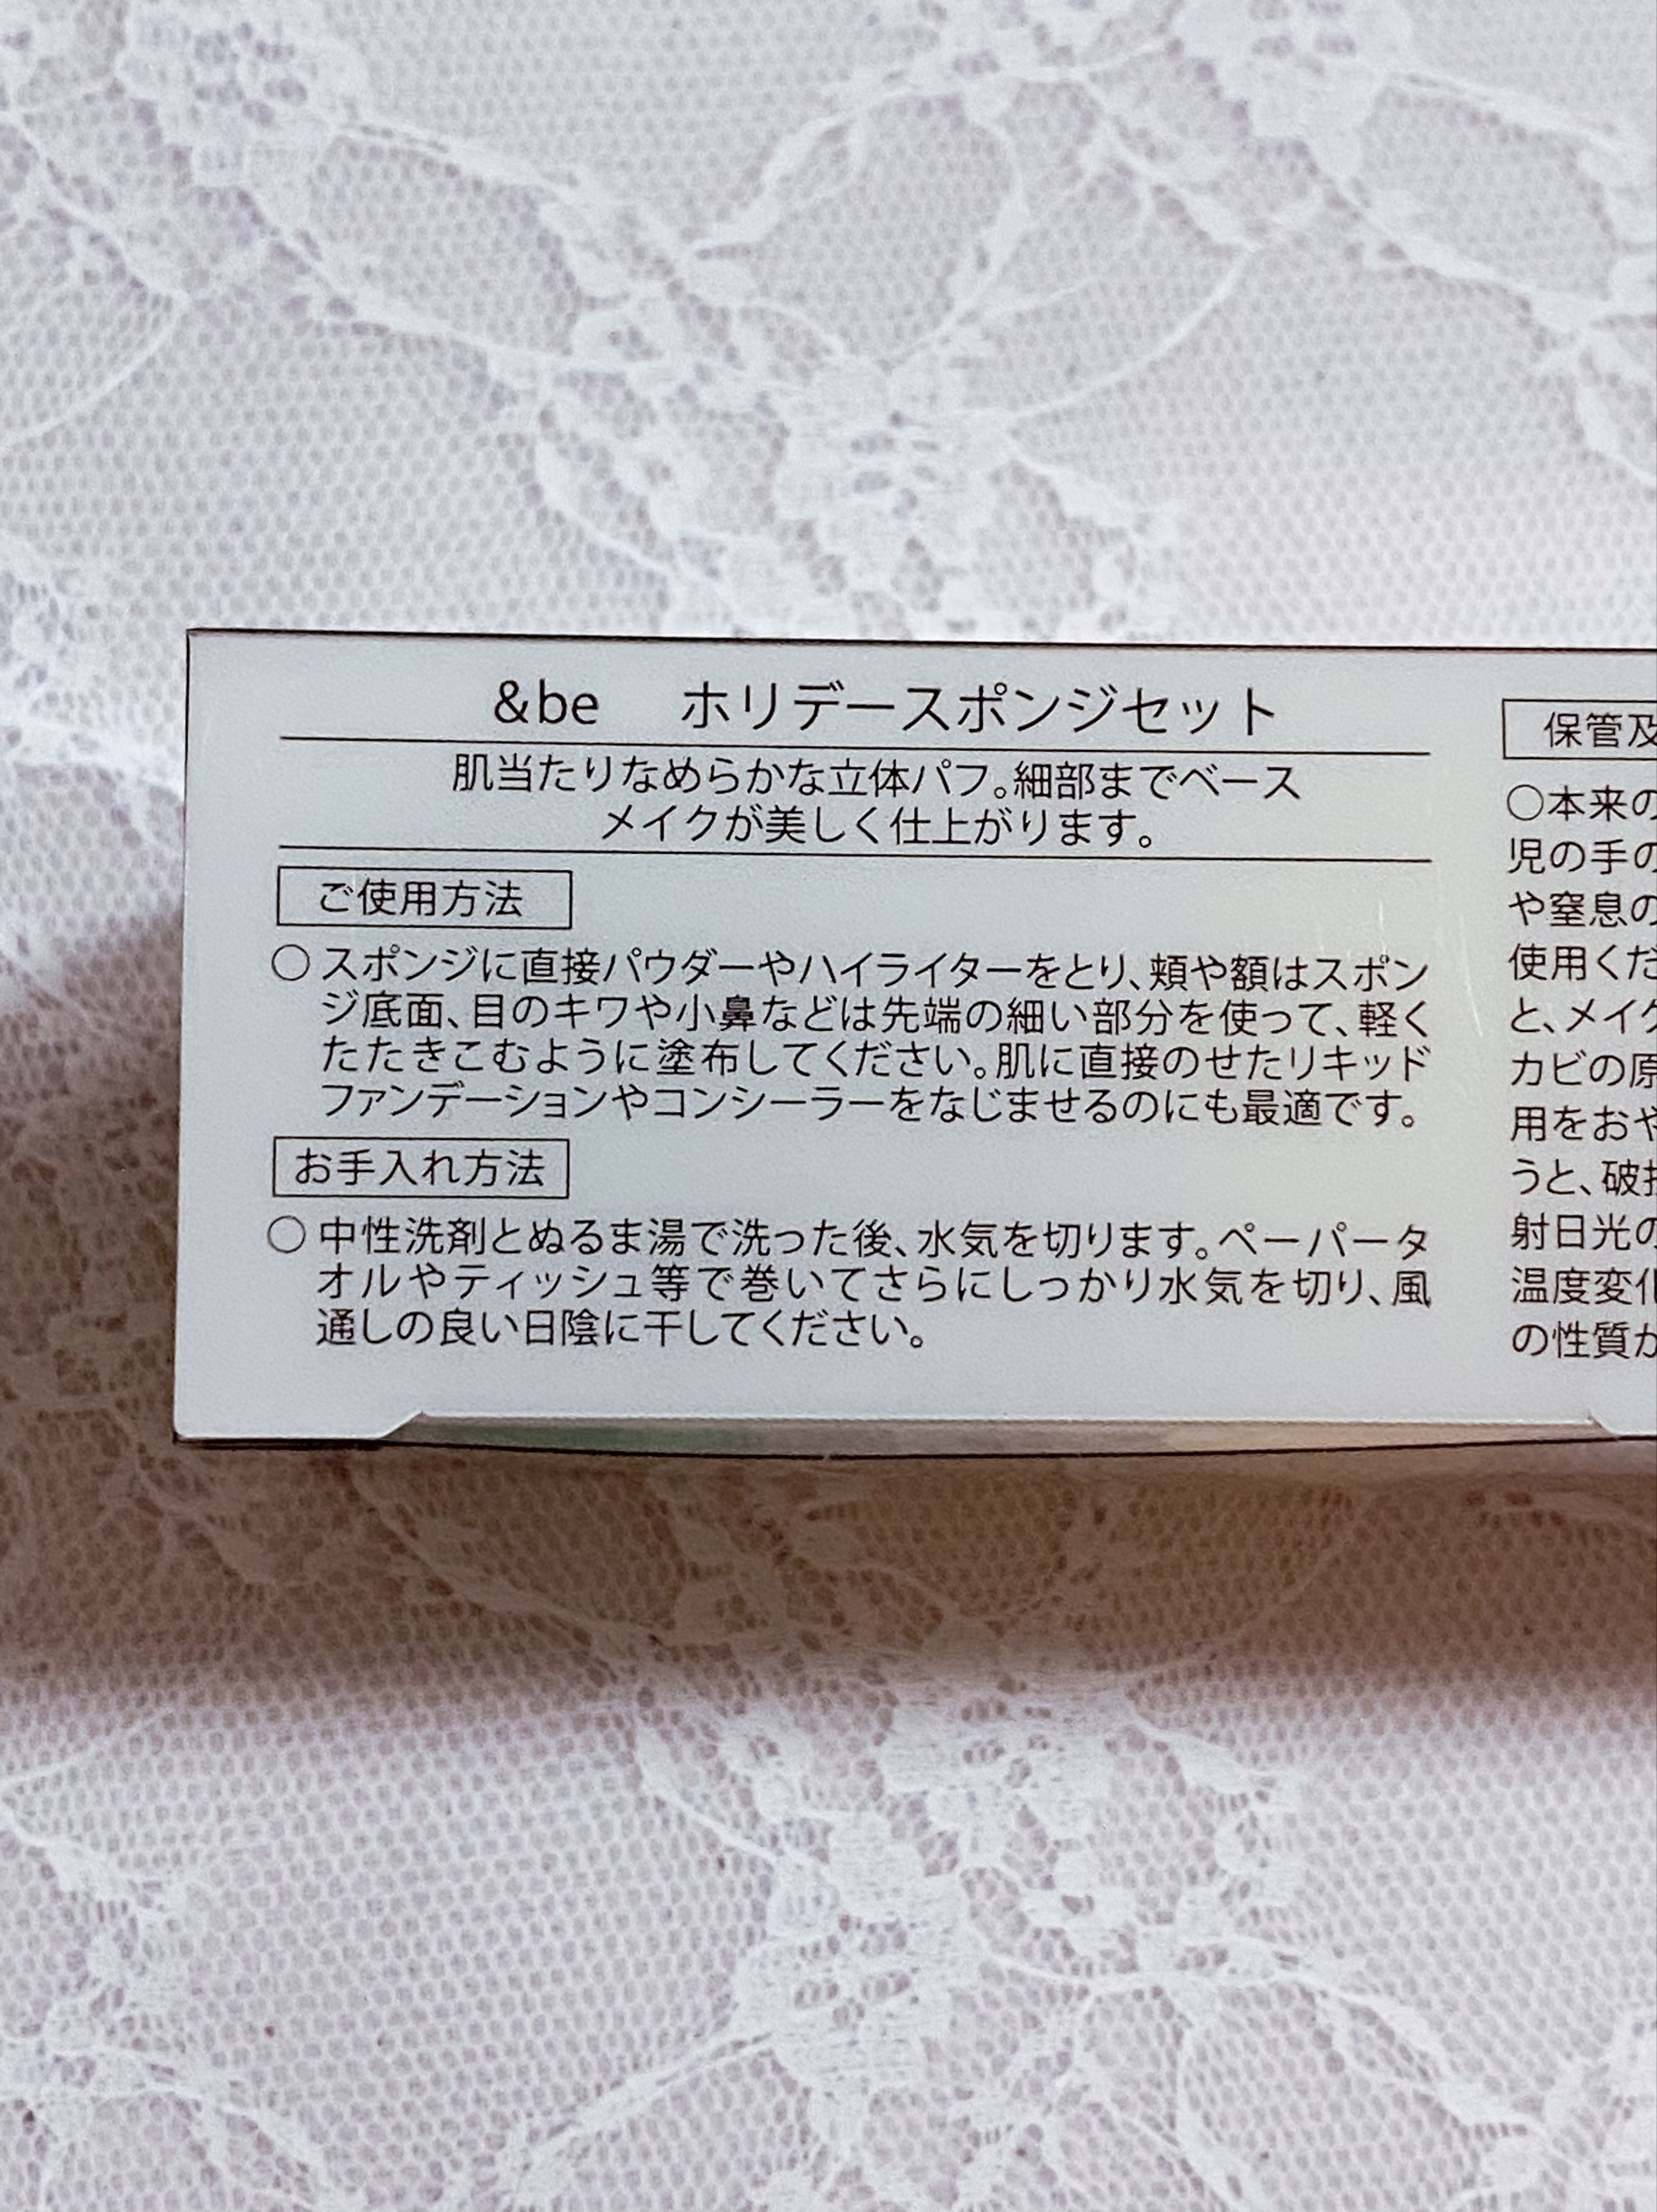 &be　ホリデースポンジセット
肌当たりなめらかな立体パフ。細部までベース
メイクが美しく仕上がります。
ご使用方法
○スポンジに直接パウダーやハイライターをとり、頬や額はスポン
ジ底面、目のキワや小鼻などは先端の細い部分を使って、軽く
たたきこむように塗布してください。肌に直接のせたリキッド
ファンデーションやコンシーラーをなじませるのにも最適です。
お手入れ方法
○中性洗剤とぬるま湯で洗った後、水気を切ります。ペーパータ
オルやティッシュ等で巻いてさらにしっかり水気を切り、風
通しの良い日陰に干してください。
保管及
○本来の
児の手の
や窒息の
使用くだ
と、メイク
カビの原
用をおや
うと、破
射日光の
温度変化
の性質が